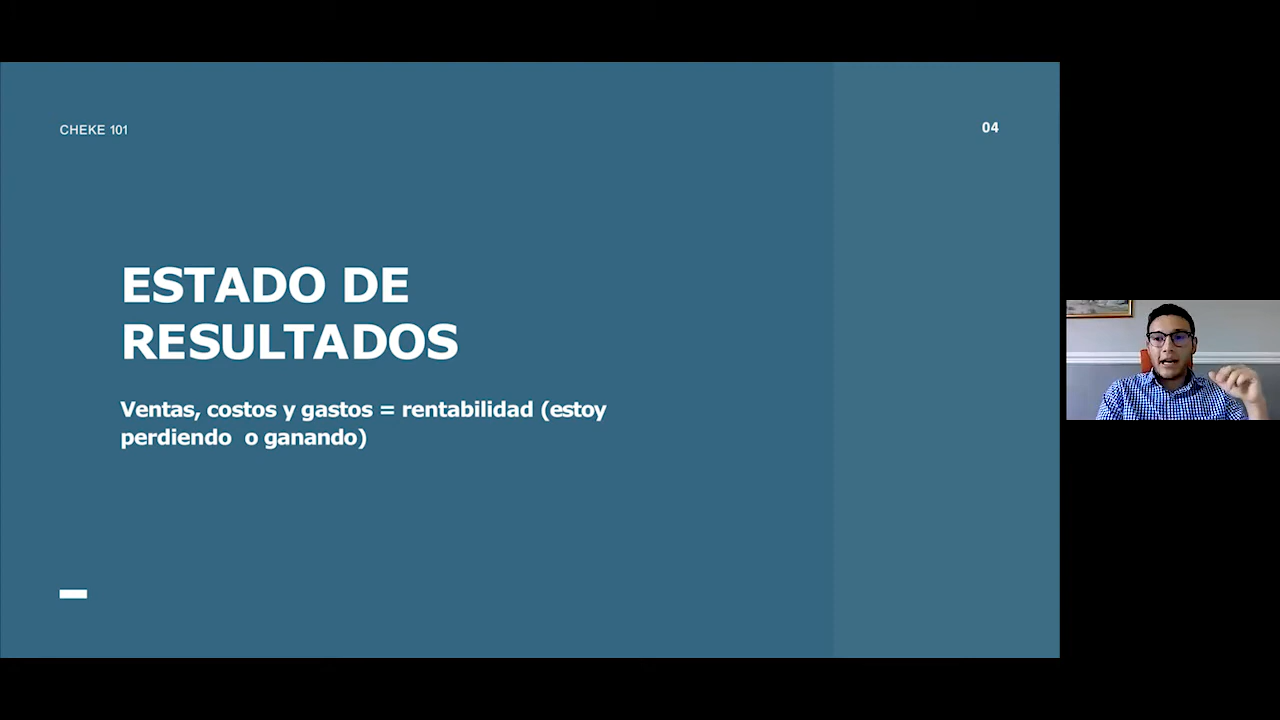 CHEKE 101
04
ESTADO DE
RESULTADOS
Ventas, costos y gastos = rentabilidad (estoy
perdiendo  o ganando)